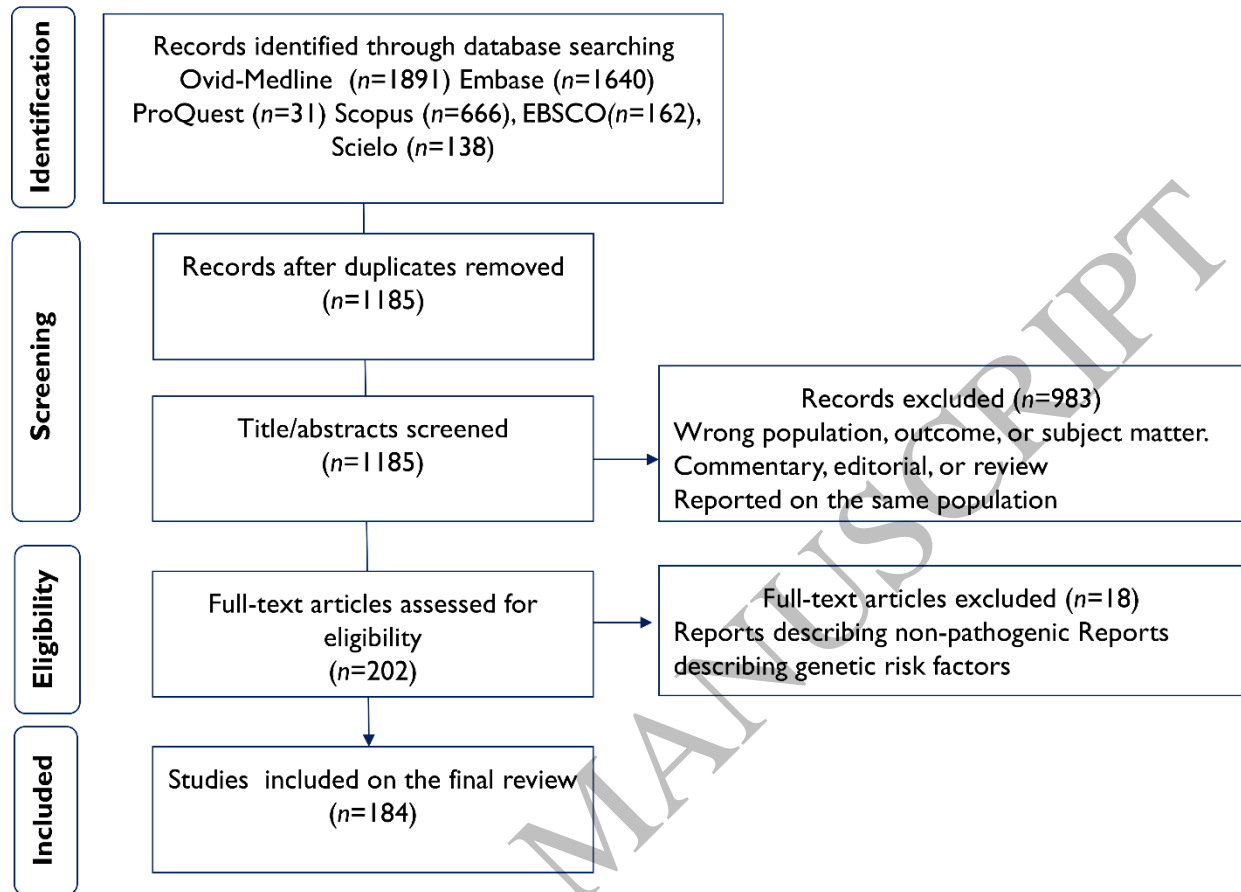 Identification
Records identified through database searching
Ovid-Medline (n=1891) Embase (n=1640)
ProQuest (n=31) Scopus (n=666), EBSCO(n=162),
Scielo (n=138)
Screening
Records after duplicates removed
(n=1185)
Title/abstracts screened
(n=1185)
Records excluded (n=983)
Wrong population, outcome, or subject matter.
Commentary, editorial, or review
Reported on the same population
Eligibility
Full-text articles assessed for
eligibility
(n=202)
Full-text articles excluded (n=18)
Reports describing non-pathogenic Reports
describing genetic risk factors
Included
Studies included on the final review
(n=184)
MANUSCRIPT